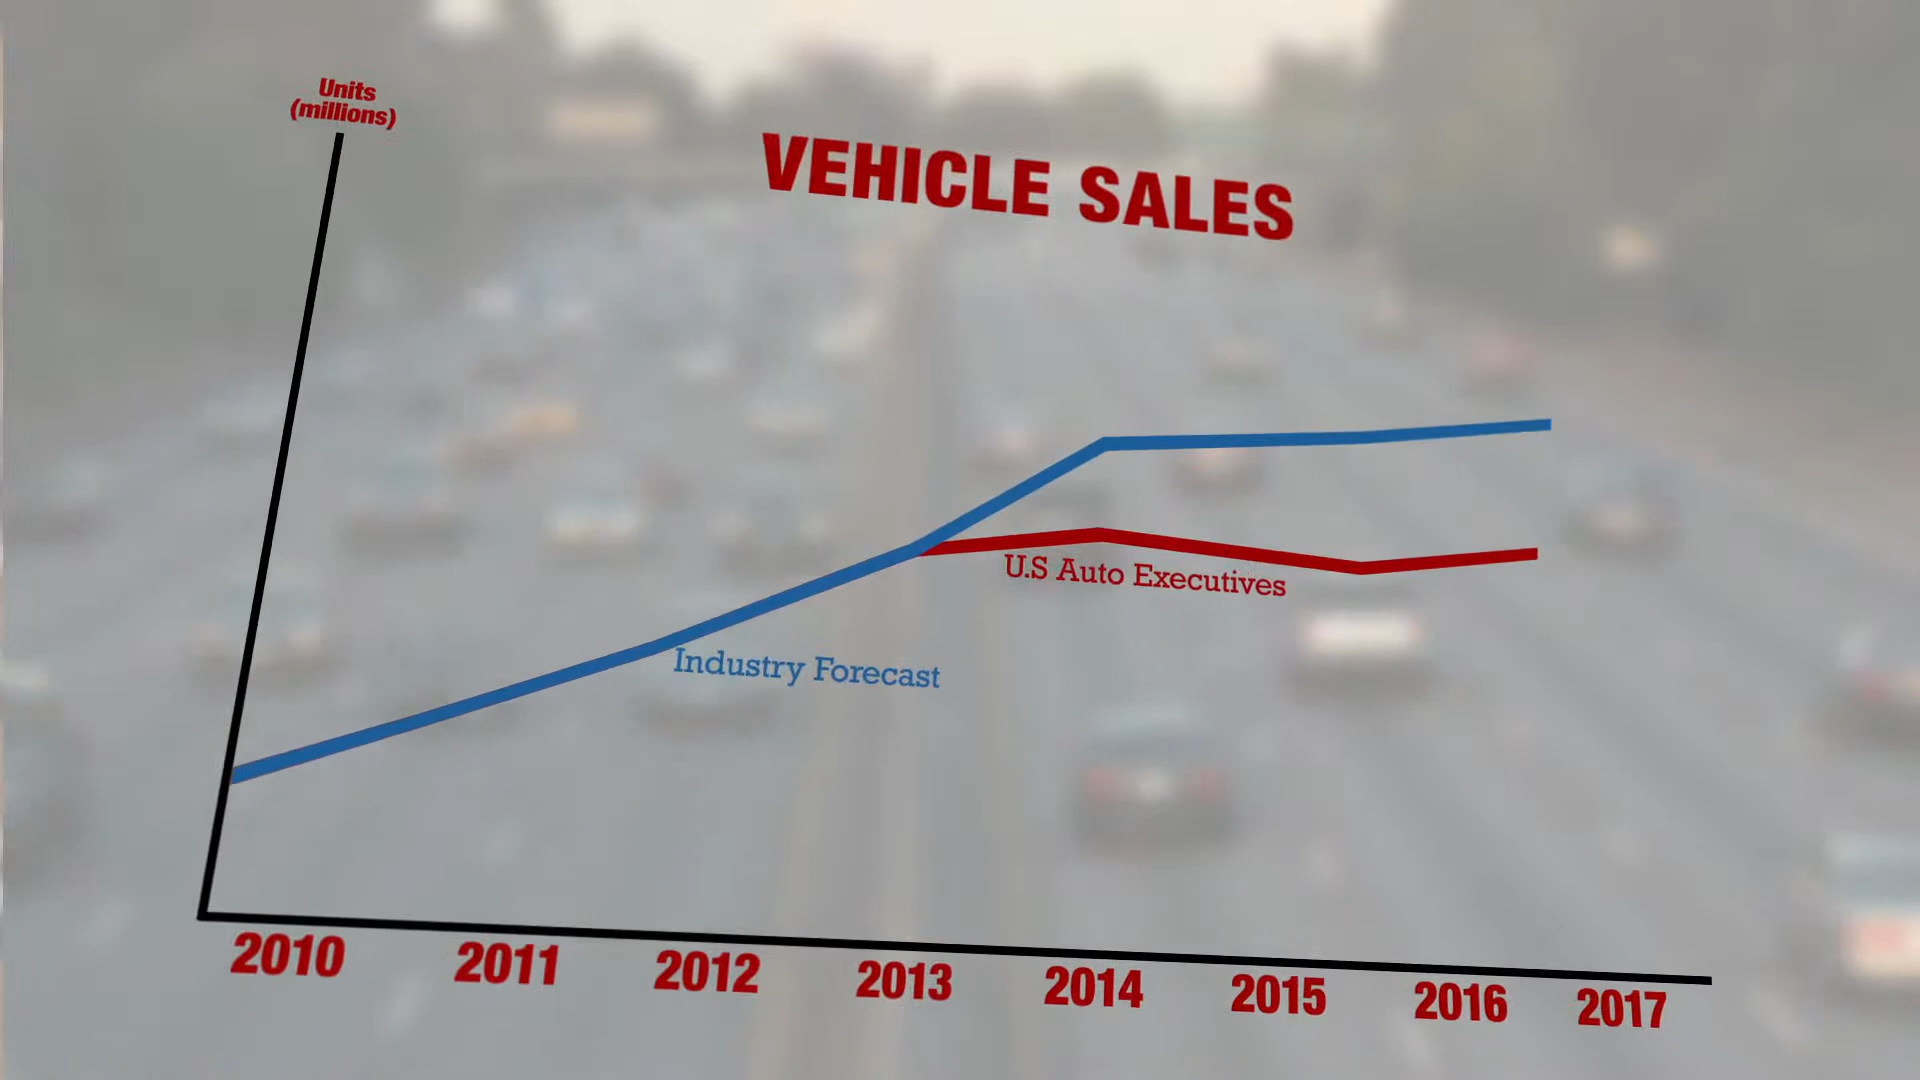 Units
(millions)
VEHICLE SALES
U.S Auto Executives
Industry Forecast
2010 2011 2012 2013 2014 2015 2016 2017